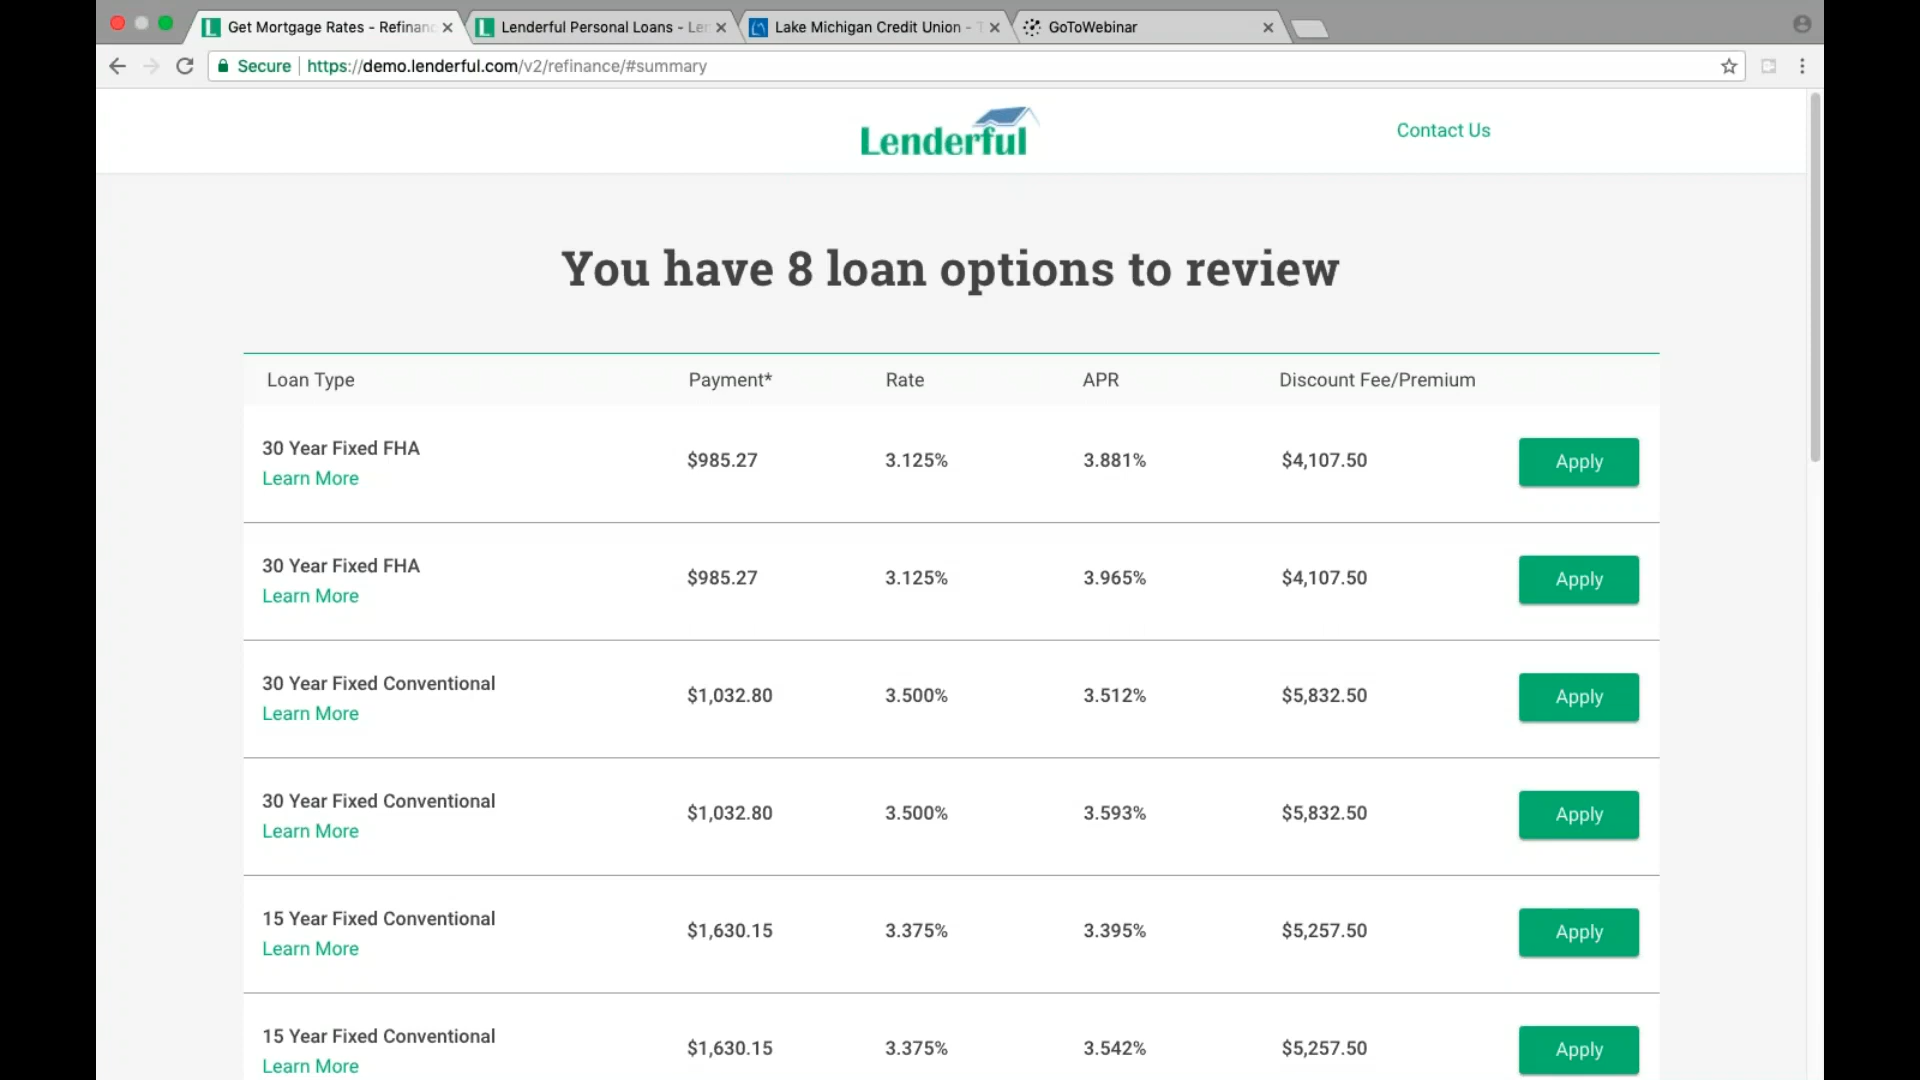 Get Mortgage Rates - Refinanc
Lenderful Personal Loans - Len
Lake Michigan Credit Union - T
GoToWebinar
Secure https://demo.lenderful.com/v2/refinance/#summary
Lenderful
Contact Us
You have 8 loan options to review
Loan Type Payment* Rate APR Discount Fee/Premium
30 Year Fixed FHA
Learn More
$985.27 3.125% 3.881% $4,107.50 Apply
30 Year Fixed FHA
Learn More
$985.27 3.125% 3.965% $4,107.50 Apply
30 Year Fixed Conventional
Learn More
$1,032.80 3.500% 3.512% $5,832.50 Apply
30 Year Fixed Conventional
Learn More
$1,032.80 3.500% 3.593% $5,832.50 Apply
15 Year Fixed Conventional
Learn More
$1,630.15 3.375% 3.395% $5,257.50 Apply
15 Year Fixed Conventional
Learn More
$1,630.15 3.375% 3.542% $5,257.50 Apply